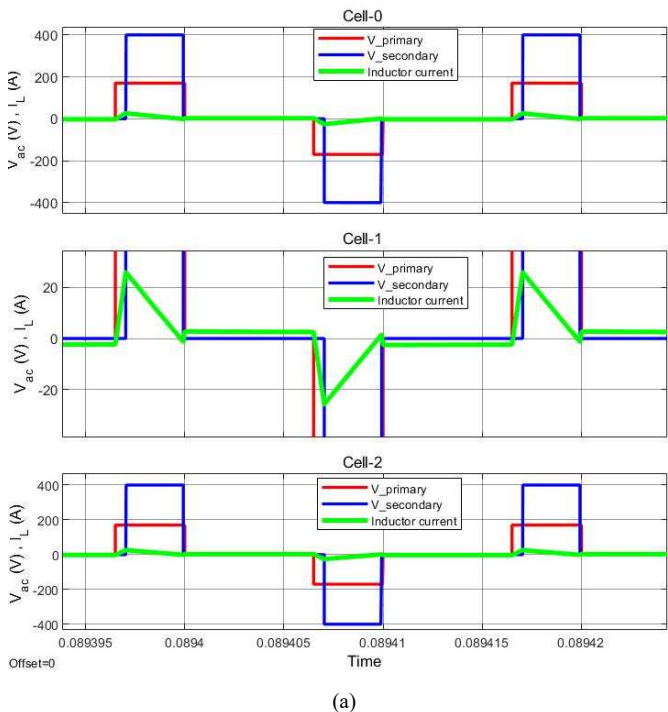 Cell-0
V_primary
V_secondary
Inductor current
400
200
0
-200
-400
V_ac (V) , I_L (A)
Cell-1
V_primary
V_secondary
Inductor current
20
0
-20
V_ac (V) , I_L (A)
Cell-2
V_primary
V_secondary
Inductor current
400
200
0
-200
-400
V_ac (V) , I_L (A)
0.089395 0.0894 0.089405 0.08941 0.089415 0.08942
Offset=0 Time
(a)